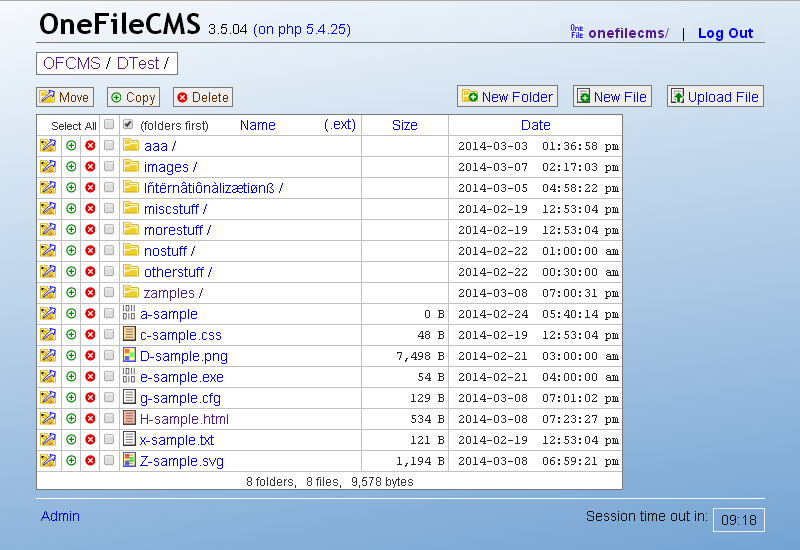 OneFileCMS 3.5.04 (on php 5.4.25)
One File onefilecms/ | Log Out
OFCMS / DTest /
Move Copy Delete New Folder New File Upload File
Select All (folders first) Name (.ext) Size Date
aaa / 2014-03-03 01:36:58 pm
images / 2014-03-07 02:17:03 pm
Iñtërnâtiônàlizætiønß / 2014-03-05 04:58:22 pm
miscstuff / 2014-02-19 12:53:04 pm
morestuff / 2014-02-19 12:53:04 pm
nostuff / 2014-02-22 01:00:00 am
otherstuff / 2014-02-22 00:30:00 am
zamples / 2014-03-08 07:00:31 pm
a-sample 0 B 2014-02-24 05:40:14 pm
c-sample.css 48 B 2014-02-19 12:53:04 pm
D-sample.png 7,498 B 2014-02-21 03:00:00 am
e-sample.exe 54 B 2014-02-21 04:00:00 am
g-sample.cfg 129 B 2014-03-08 07:01:02 pm
H-sample.html 534 B 2014-03-08 07:23:27 pm
x-sample.txt 121 B 2014-02-19 12:53:04 pm
Z-sample.svg 1,194 B 2014-03-08 06:59:21 pm
8 folders, 8 files, 9,578 bytes
Admin Session time out in: 09:18